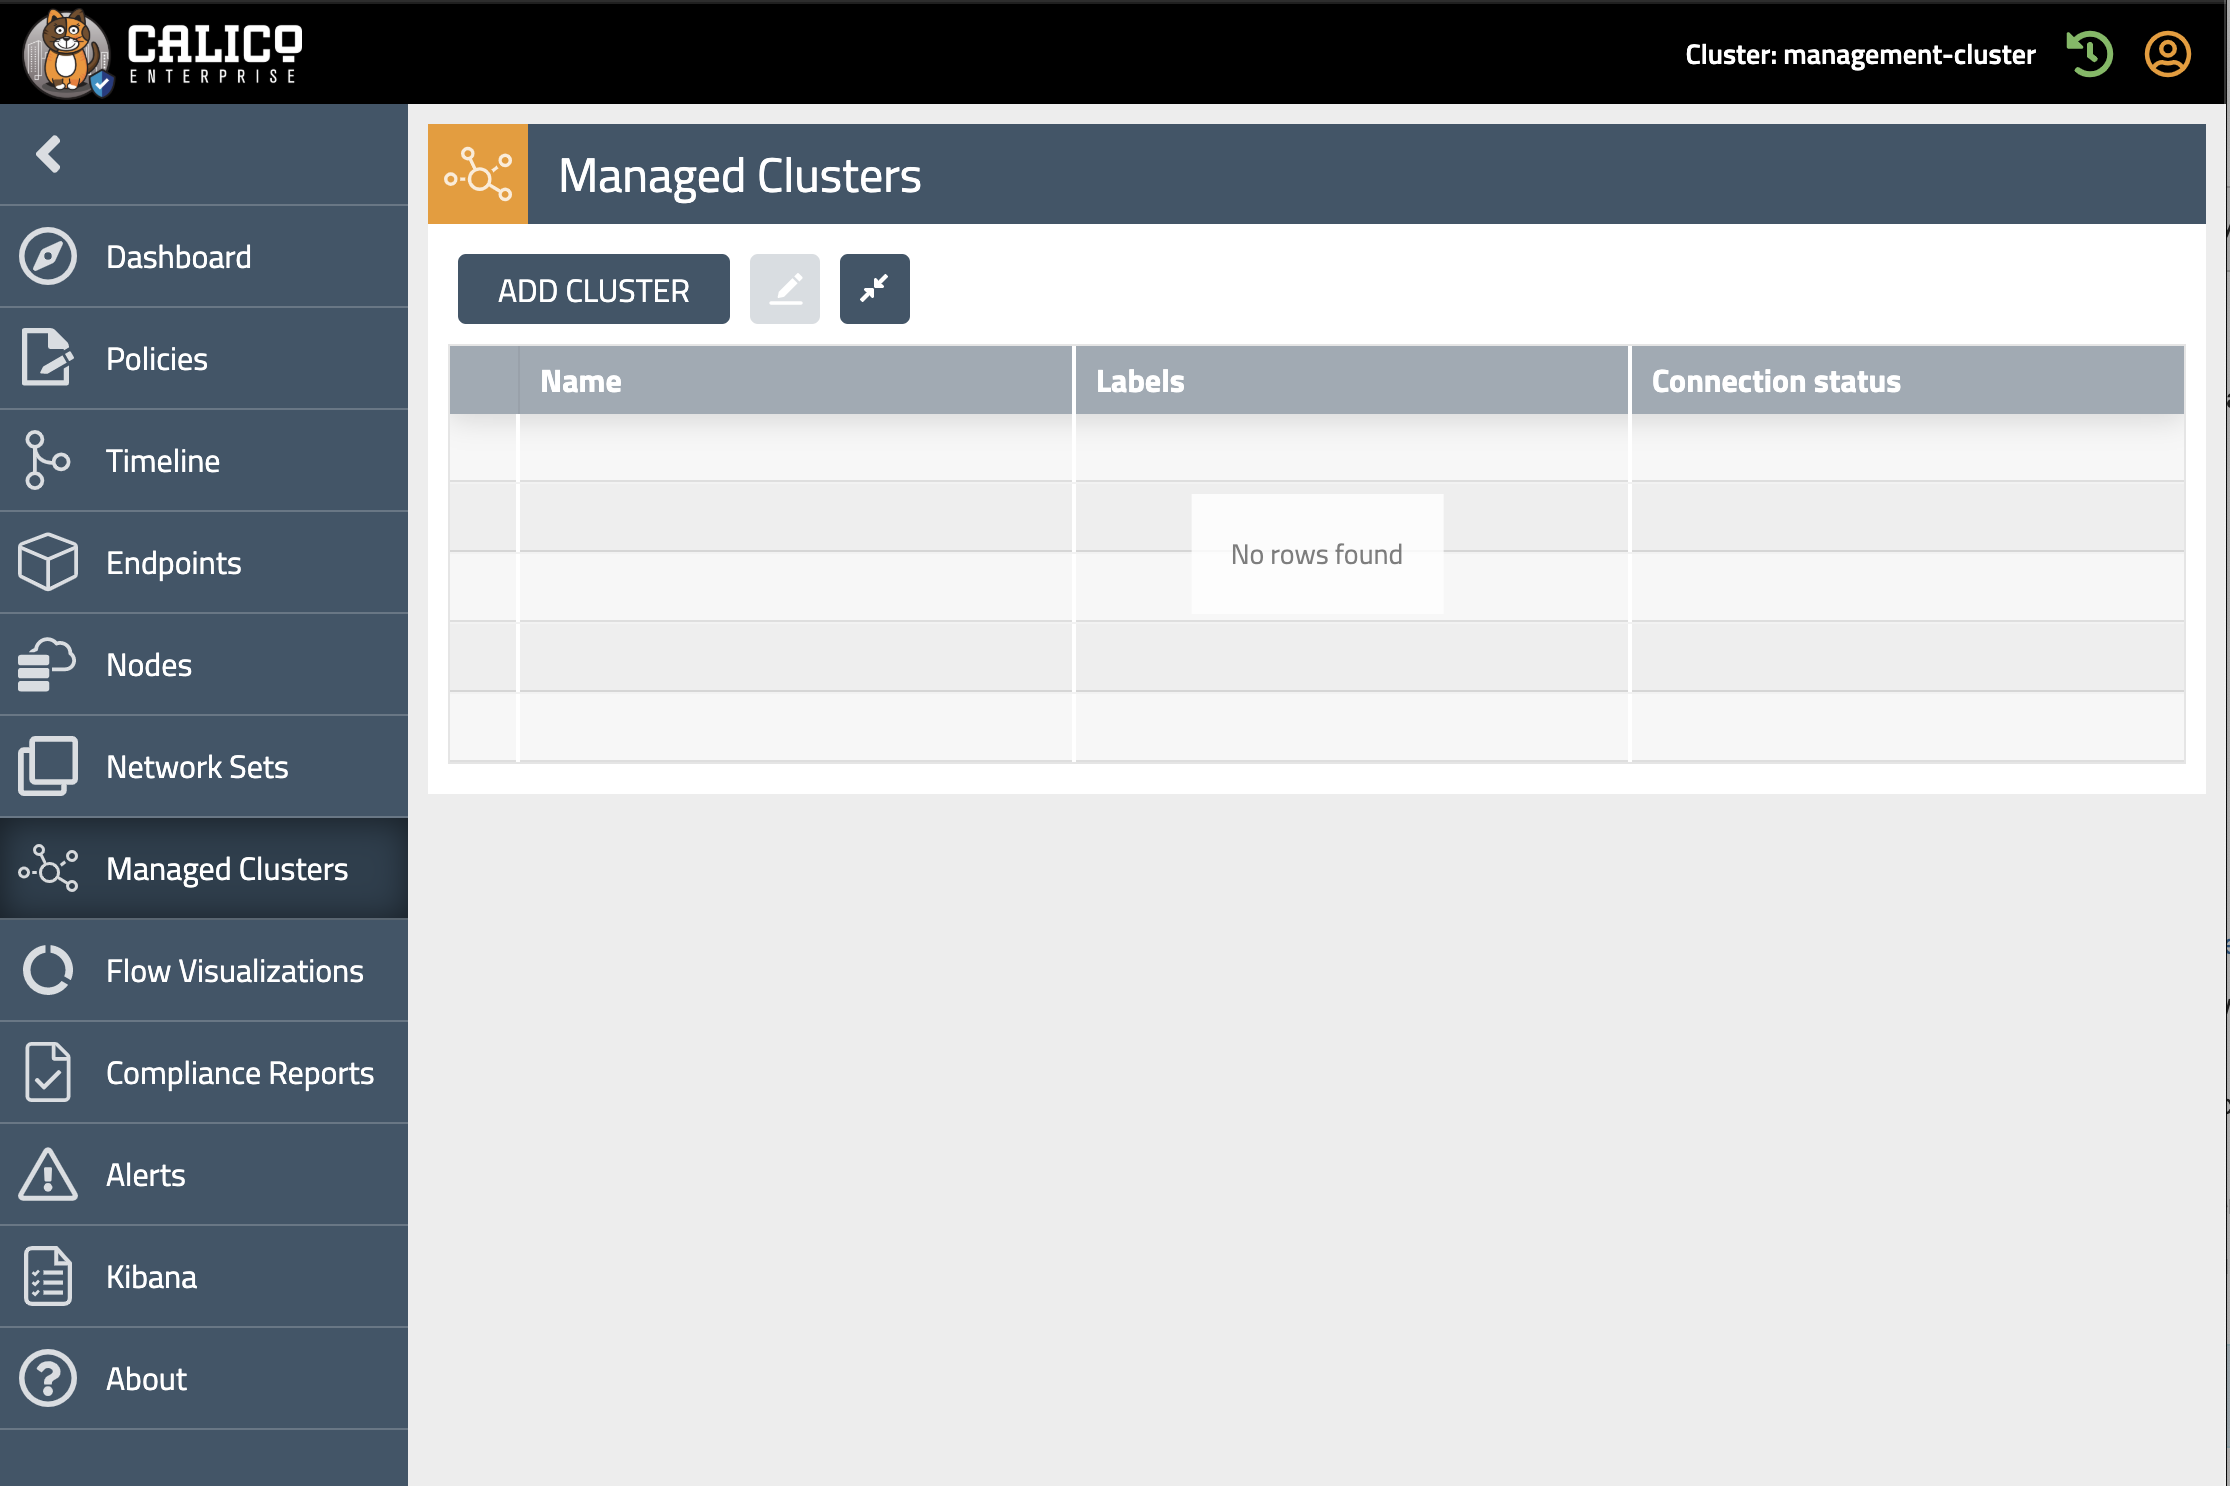 CALICO
ENTERPRISE
Cluster: management-cluster
Dashboard
Policies
Timeline
Endpoints
Nodes
Network Sets
Managed Clusters
Flow Visualizations
Compliance Reports
Alerts
Kibana
About
Managed Clusters
ADD CLUSTER
Name Labels Connection status
No rows found